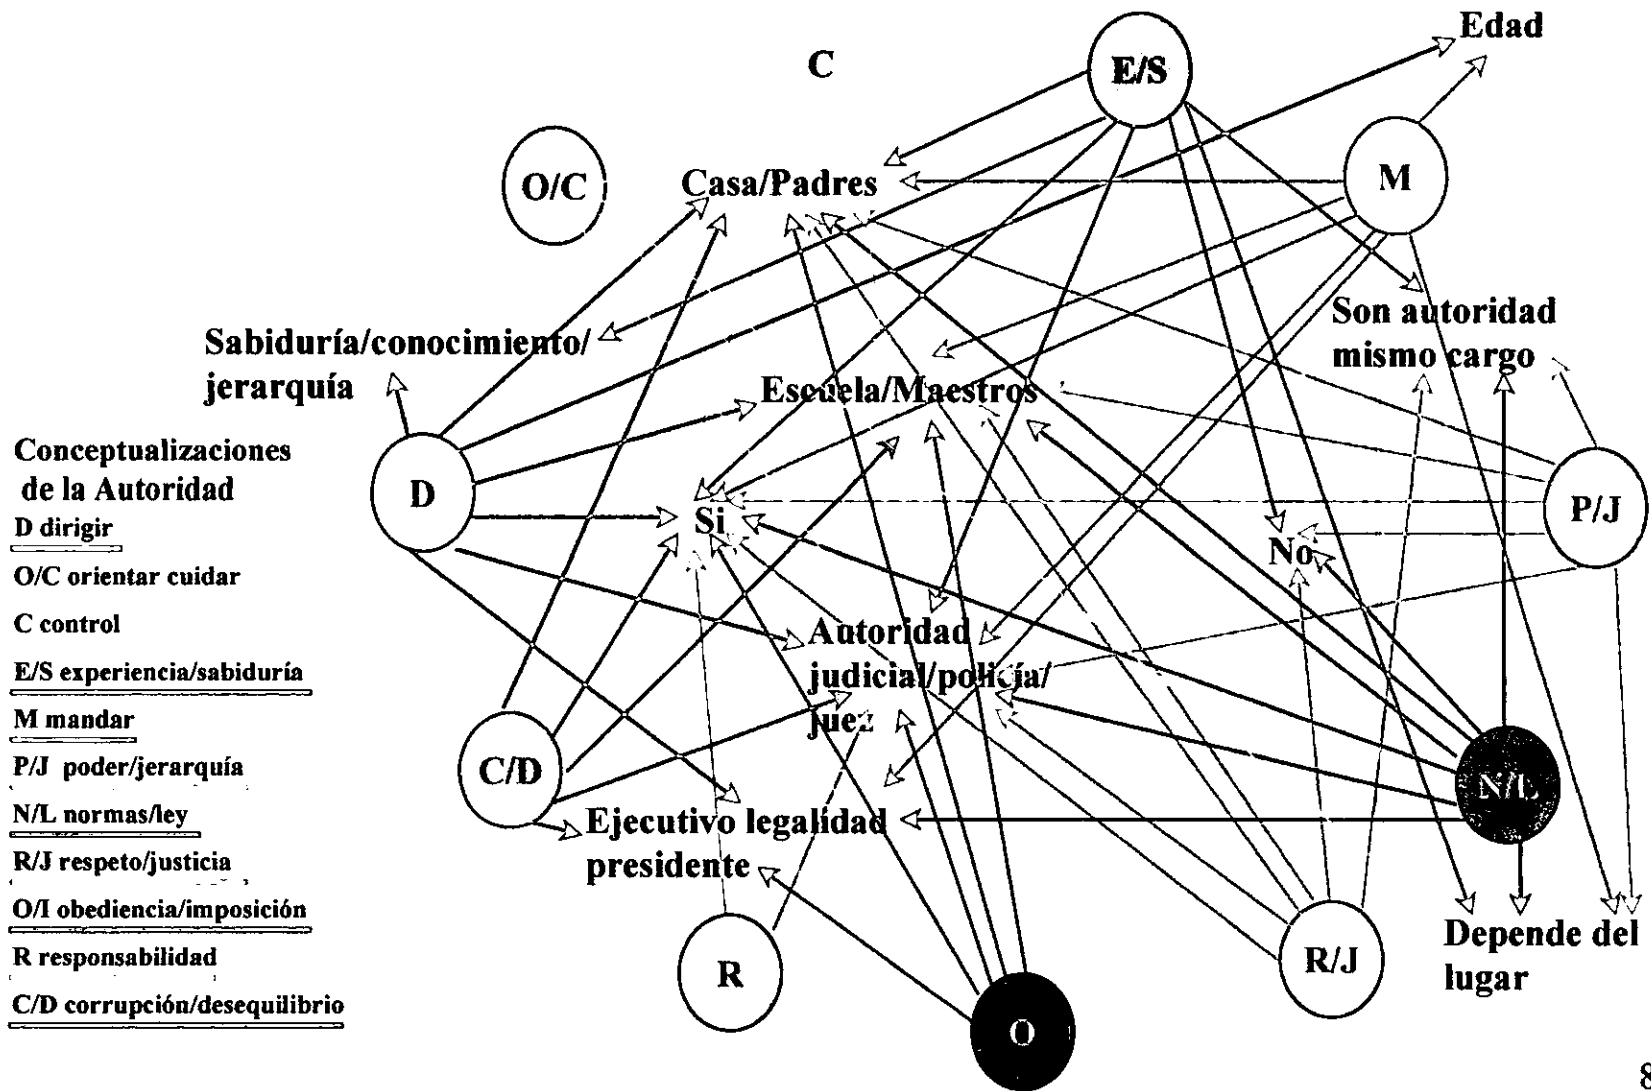 C
E/S
Edad
O/C
Casa/Padres
M
Sabiduría/conocimiento/
jerarquía
Son autoridad
mismo cargo
Escuela/Maestros
Conceptualizaciones
de la Autoridad
D dirigir
O/C orientar cuidar
C control
E/S experiencia/sabiduría
M mandar
P/J poder/jerarquía
N/L normas/ley
R/J respeto/justicia
O/I obediencia/imposición
R responsabilidad
C/D corrupción/desequilibrio
D
Si
No
P/J
Autoridad
judicial/policía/
juez
C/D
N/L
Ejecutivo legalidad
presidente
R
O
R/J
Depende del
lugar
8